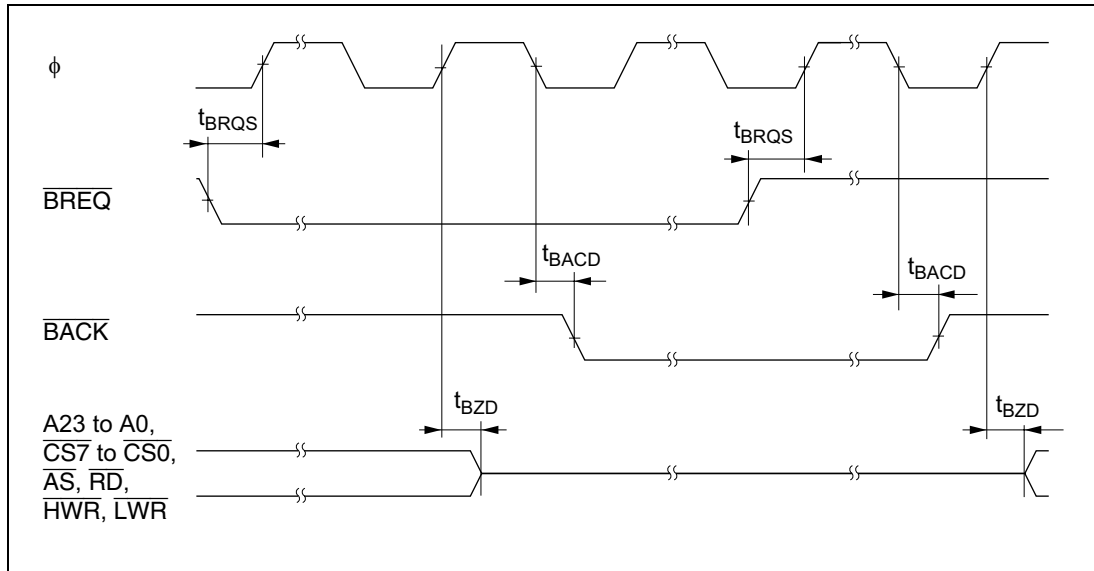 ϕ
tBRQS
tBRQS
BREQ
tBACD
tBACD
BACK
tBZD
tBZD
A23 to A0,
CS7 to CS0,
AS, RD,
HWR, LWR